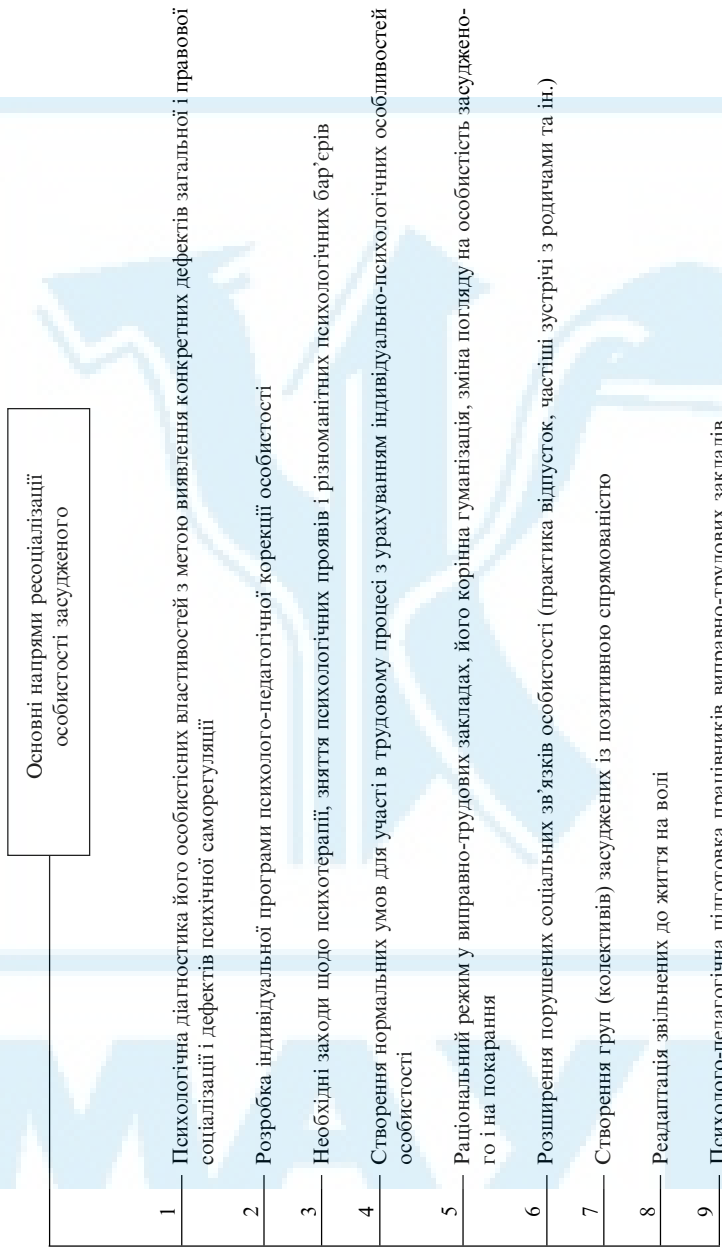 Основні напрями ресоціалізації
особистості засудженого
1 Психологічна діагностика його особистісних властивостей з метою виявлення конкретних дефектів загальної і правової
соціалізації і дефектів психічної саморегуляції
2 Розробка індивідуальної програми психолого-педагогічної корекції особистості
3 Необхідні заходи щодо психотерапії, зняття психологічних проявів і різноманітних психологічних бар’єрів
4 Створення нормальних умов для участі в трудовому процесі з урахуванням індивідуально-психологічних особливостей
особистості
5 Раціональний режим у виправно-трудових закладах, його корінна гуманізація, зміна погляду на особистість засуджено-
го і на покарання
6 Розширення порушених соціальних зв’язків особистості (практика відпусток, частіші зустрічі з родичами та ін.)
7 Створення груп (колективів) засуджених із позитивною спрямованістю
8 Реадаптація звільнених до життя на волі
9 Психолого-педагогічна підготовка працівників виправно-трудових закладів
МАУ